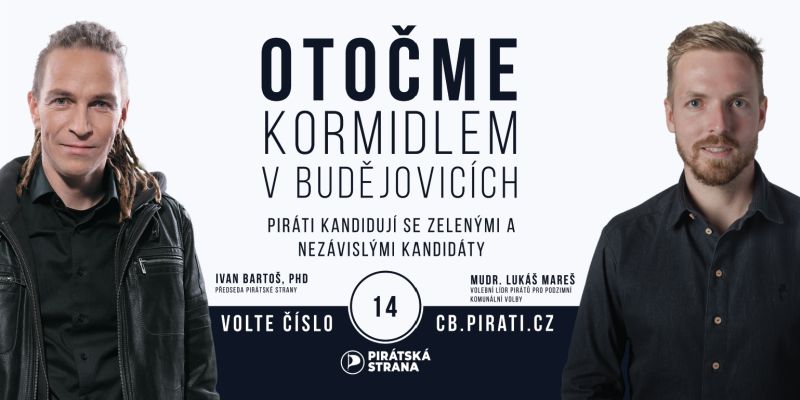 OTOČME
KORMIDLEM
V BUDĚJOVICÍCH
PIRÁTI KANDIDUJÍ SE ZELENÝMI A
NEZÁVISLÝMI KANDIDÁTY
IVAN BARTOŠ, PHD
PŘEDSEDA PIRÁTSKÉ STRANY
MUDR. LUKÁŠ MAREŠ
VOLEBNÍ LÍDR PIRÁTŮ PRO PODZIMNÍ
KOMUNÁLNÍ VOLBY
VOLTE ČÍSLO 14 CB.PIRATI.CZ
PIRÁTSKÁ
STRANA